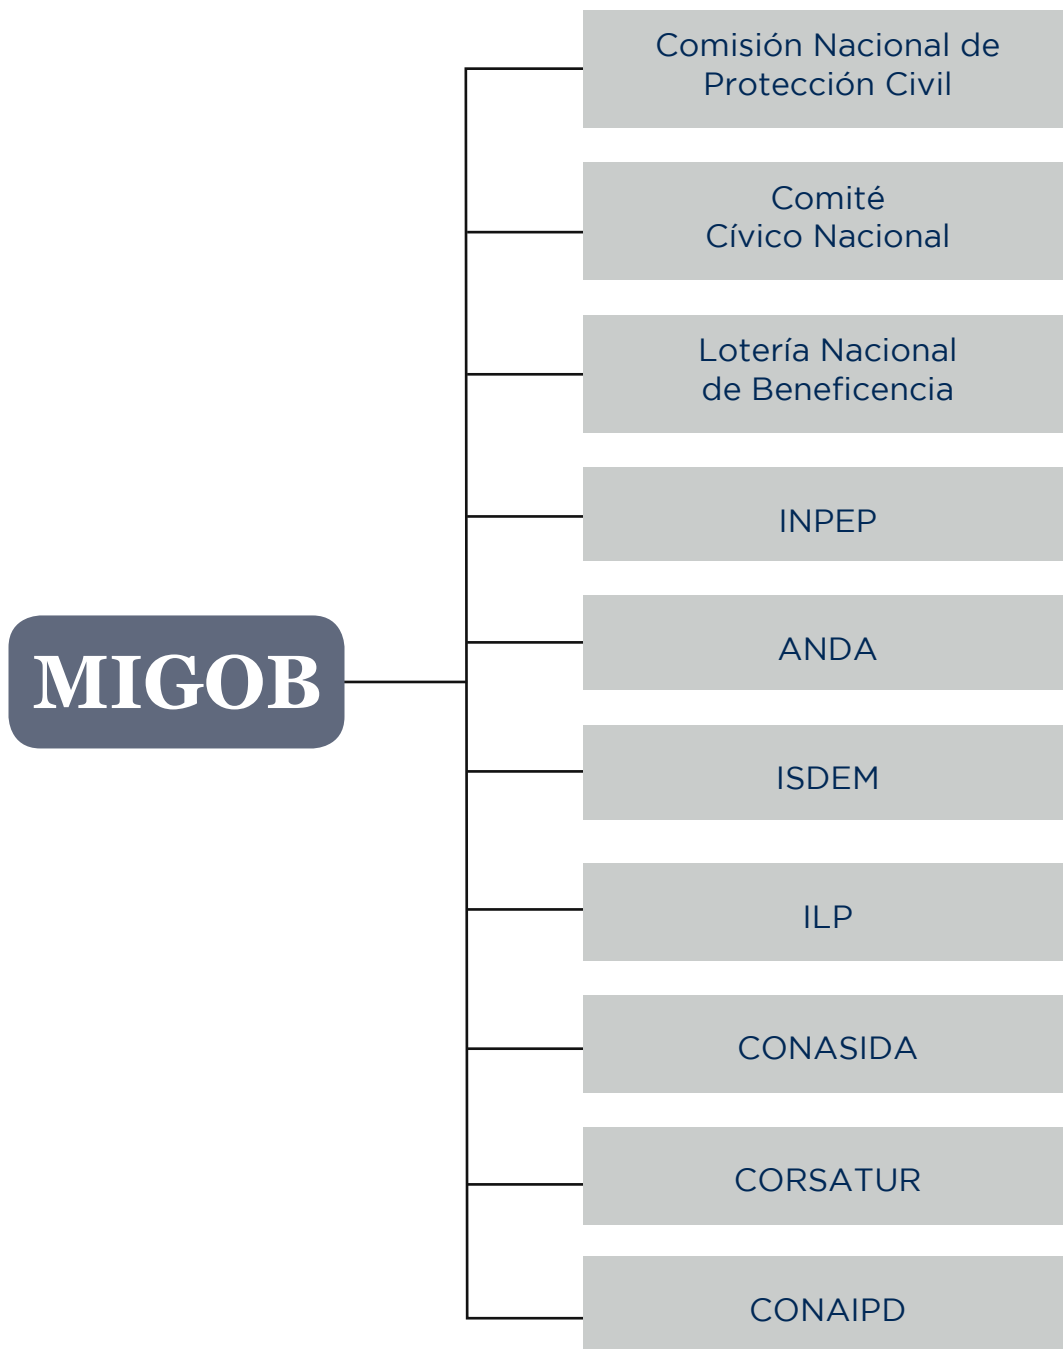 Comisión Nacional de
Protección Civil
Comité
Cívico Nacional
Lotería Nacional
de Beneficencia
INPEP
ANDA
MIGOB
ISDEM
ILP
CONASIDA
CORSATUR
CONAIPD